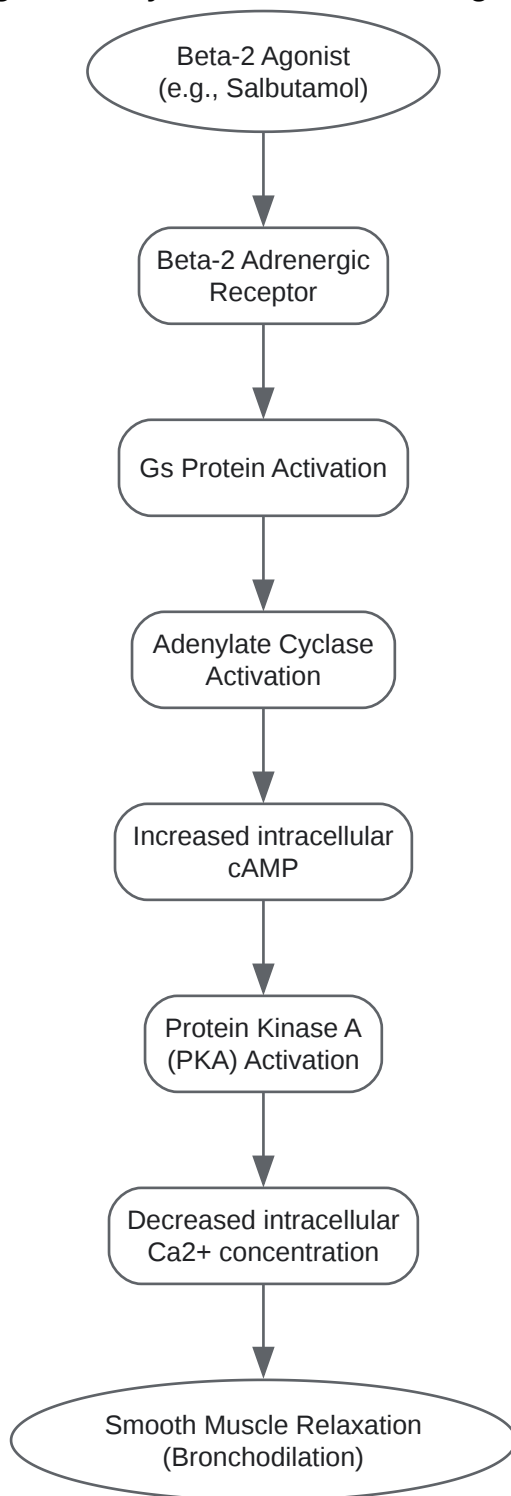 Beta-2 Agonist
(e.g., Salbutamol)
Beta-2 Adrenergic
Receptor
Gs Protein Activation
Adenylate Cyclase
Activation
Increased intracellular
cAMP
Protein Kinase A
(PKA) Activation
Decreased intracellular
Ca2+ concentration
Smooth Muscle Relaxation
(Bronchodilation)